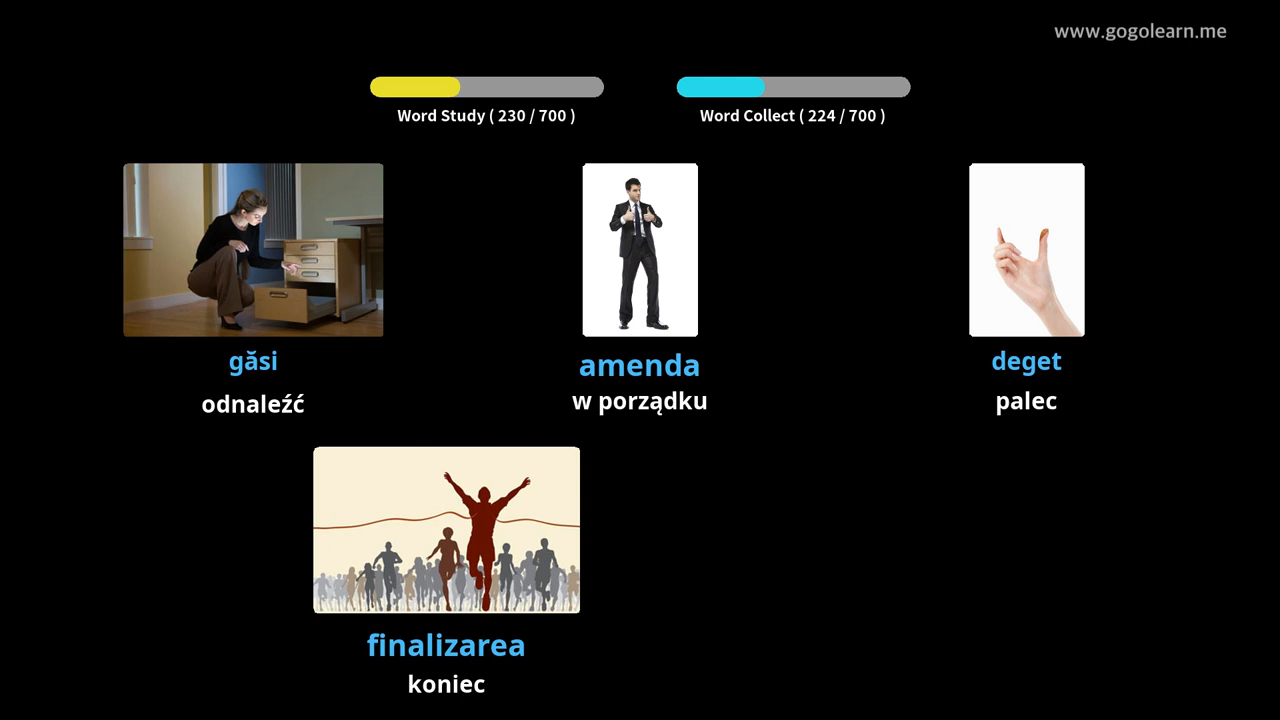 www.gogolearn.me
Word Study ( 230 / 700 )
Word Collect ( 224 / 700 )
găsi
odnaleźć
amenda
w porządku
deget
palec
finalizarea
koniec